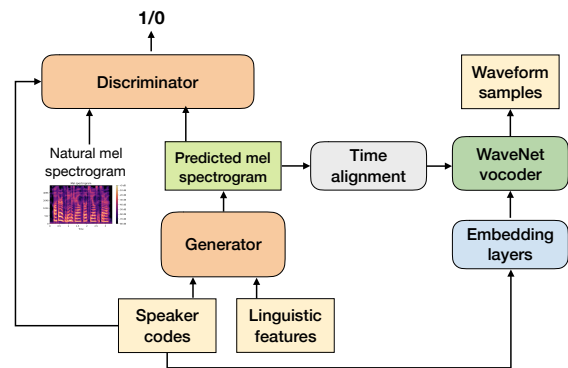 1/0
Discriminator
Waveform
samples
Natural mel
spectrogram
Predicted mel
spectrogram
Time
alignment
WaveNet
vocoder
Generator
Embedding
layers
Speaker
codes
Linguistic
features